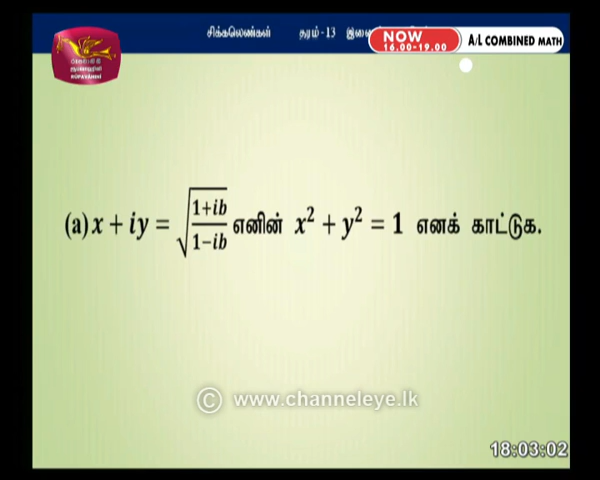 சிக்கலெண்கள் தரம் -13
NOW
16.00-19.00
A/L COMBINED MATH
RUPAVAHINI
(a) x + iy = √((1+ib)/(1−ib)) எனின் x² + y² = 1 எனக் காட்டுக.
© www.channeleye.lk
18:03:02